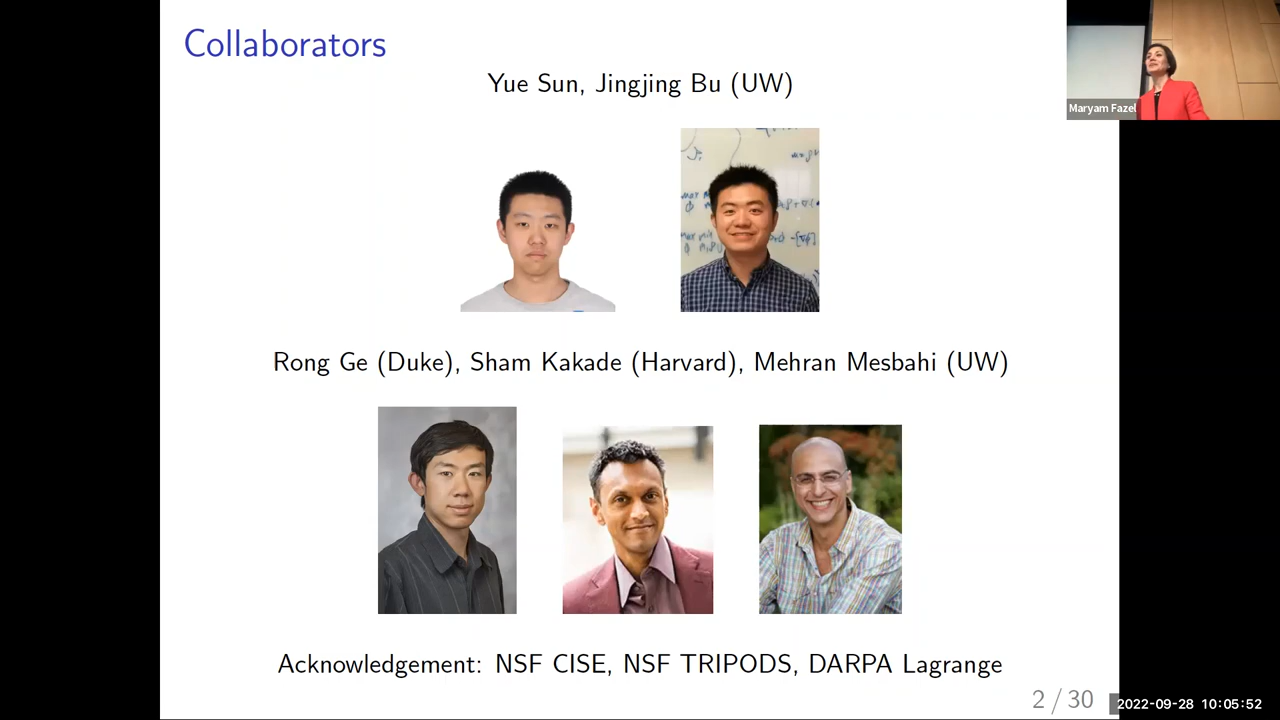 Collaborators
Yue Sun, Jingjing Bu (UW)
Maryam Fazel
Rong Ge (Duke), Sham Kakade (Harvard), Mehran Mesbahi (UW)
Acknowledgement: NSF CISE, NSF TRIPODS, DARPA Lagrange
2 / 30
2022-09-28 10:05:52